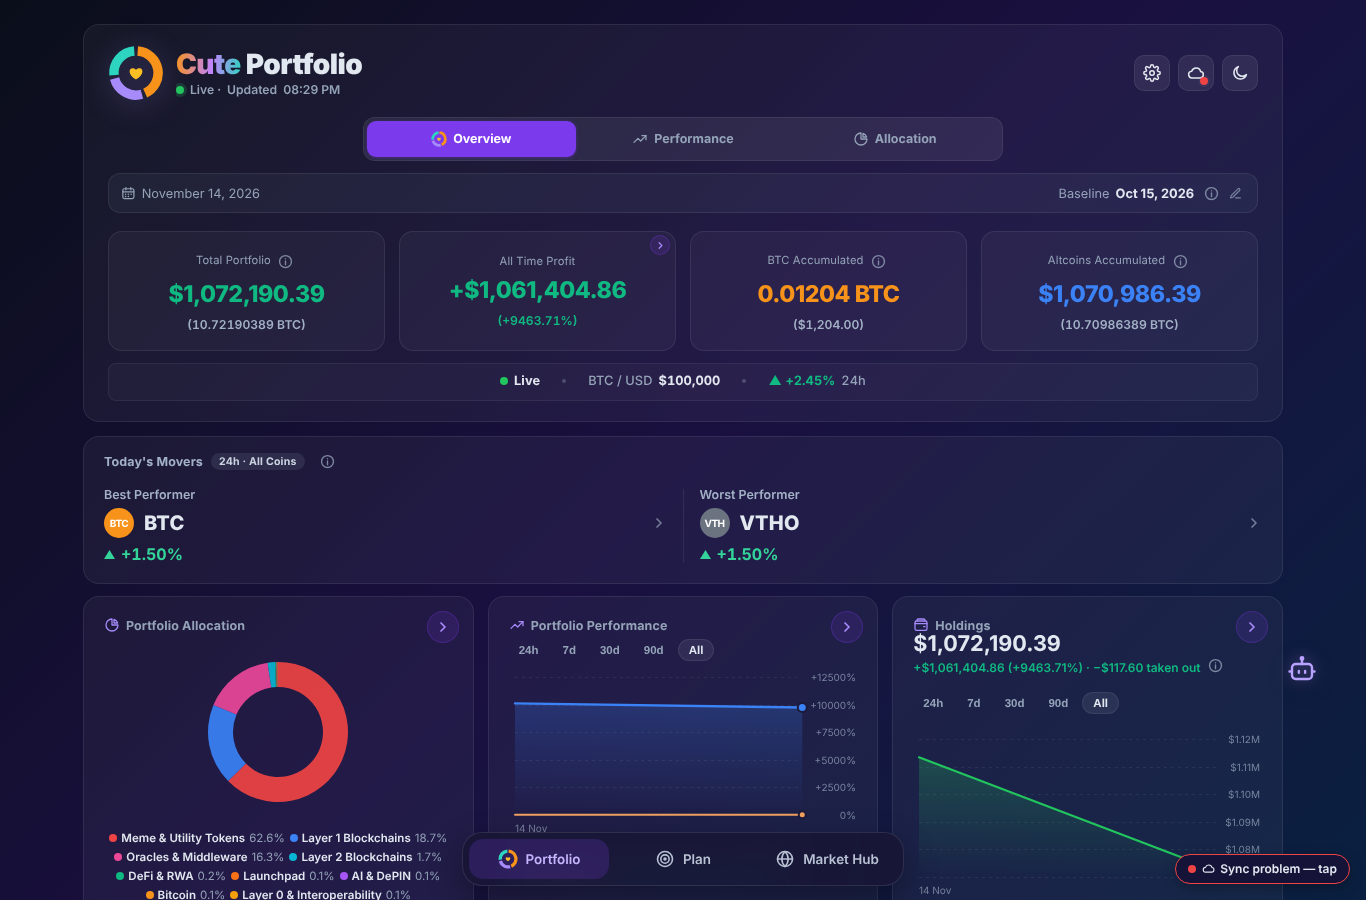 Cute Portfolio
Live · Updated 08:29 PM
Overview
Performance
Allocation
November 14, 2026
Baseline Oct 15, 2026
Total Portfolio
$1,072,190.39
(10.72190389 BTC)
All Time Profit
+$1,061,404.86
(+9463.71%)
BTC Accumulated
0.01204 BTC
($1,204.00)
Altcoins Accumulated
$1,070,986.39
(10.70986389 BTC)
Live • BTC / USD $100,000 • ▲ +2.45% 24h
Today's Movers 24h · All Coins
Best Performer
BTC BTC
▲ +1.50%
Worst Performer
VTH VTHO
▲ +1.50%
Portfolio Allocation
Meme & Utility Tokens 62.6% Layer 1 Blockchains 18.7%
Oracles & Middleware 16.3% Layer 2 Blockchains 1.7%
DeFi & RWA 0.2% Launchpad 0.1% AI & DePIN 0.1%
Bitcoin 0.1% Layer 0 & Interoperability 0.1%
Portfolio Performance
24h 7d 30d 90d All
+12500%
+10000%
+7500%
+5000%
+2500%
0%
14 Nov
Holdings
$1,072,190.39
+$1,061,404.86 (+9463.71%) · −$117.60 taken out
24h 7d 30d 90d All
$1.12M
$1.11M
$1.10M
$1.09M
$1.08M
14 Nov
Portfolio
Plan
Market Hub
Sync problem — tap